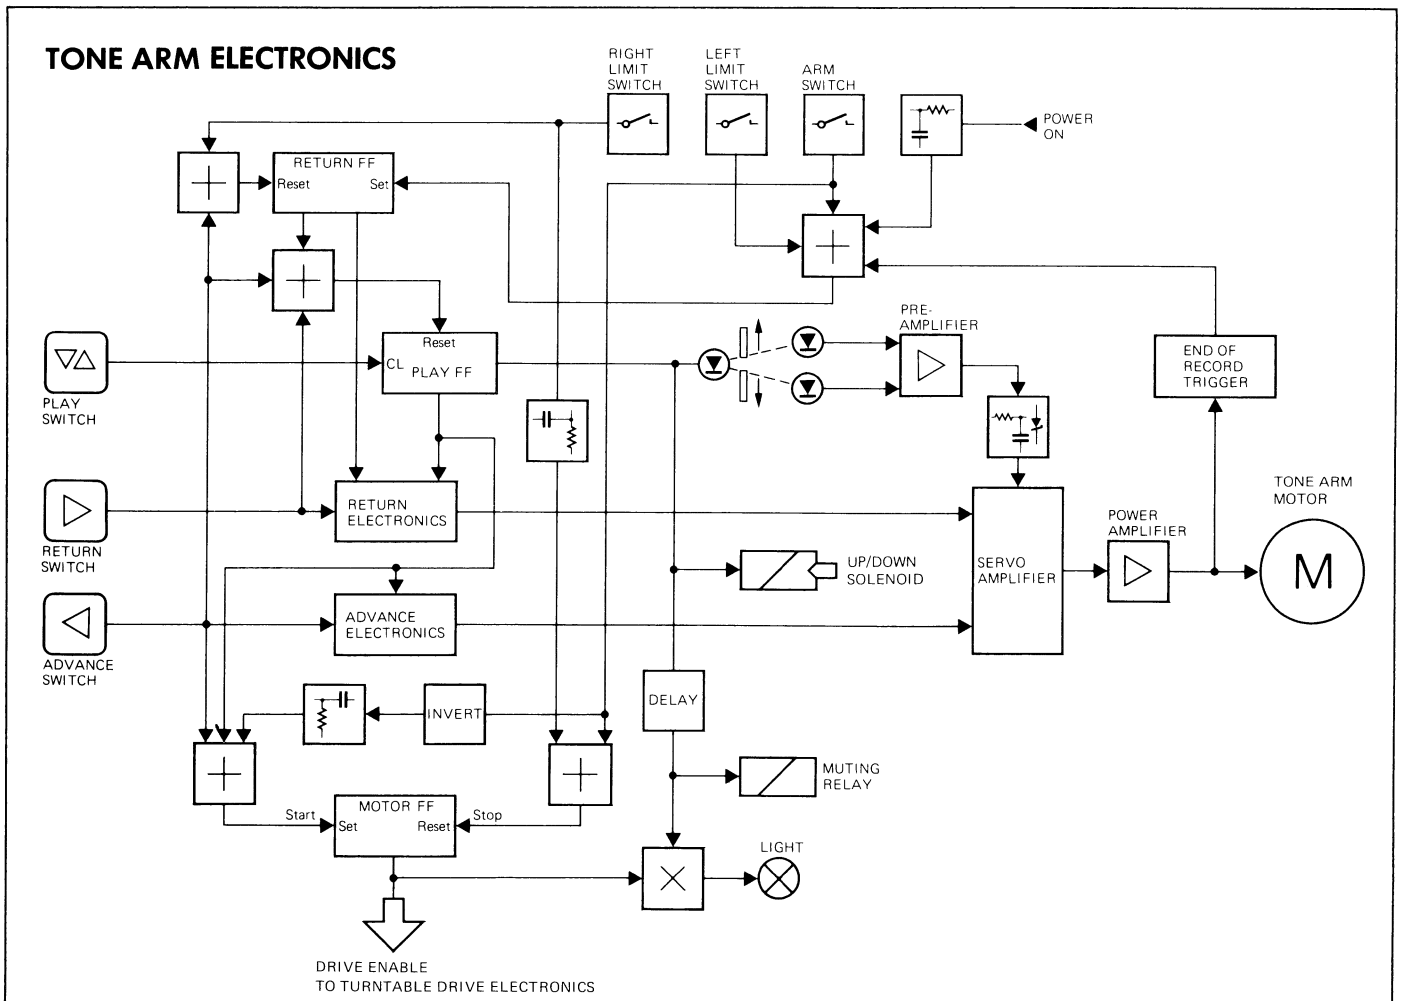 TONE ARM ELECTRONICS
RIGHT
LIMIT
SWITCH
LEFT
LIMIT
SWITCH
ARM
SWITCH
POWER
ON
RETURN FF
Reset
Set
PRE-
AMPLIFIER
Reset
CL
PLAY FF
PLAY
SWITCH
END OF
RECORD
TRIGGER
TONE ARM
MOTOR
RETURN
ELECTRONICS
POWER
AMPLIFIER
RETURN
SWITCH
UP/DOWN
SOLENOID
SERVO
AMPLIFIER
M
ADVANCE
ELECTRONICS
ADVANCE
SWITCH
DELAY
INVERT
MUTING
RELAY
MOTOR FF
Start
Set
Reset
Stop
LIGHT
DRIVE ENABLE
TO TURNTABLE DRIVE ELECTRONICS